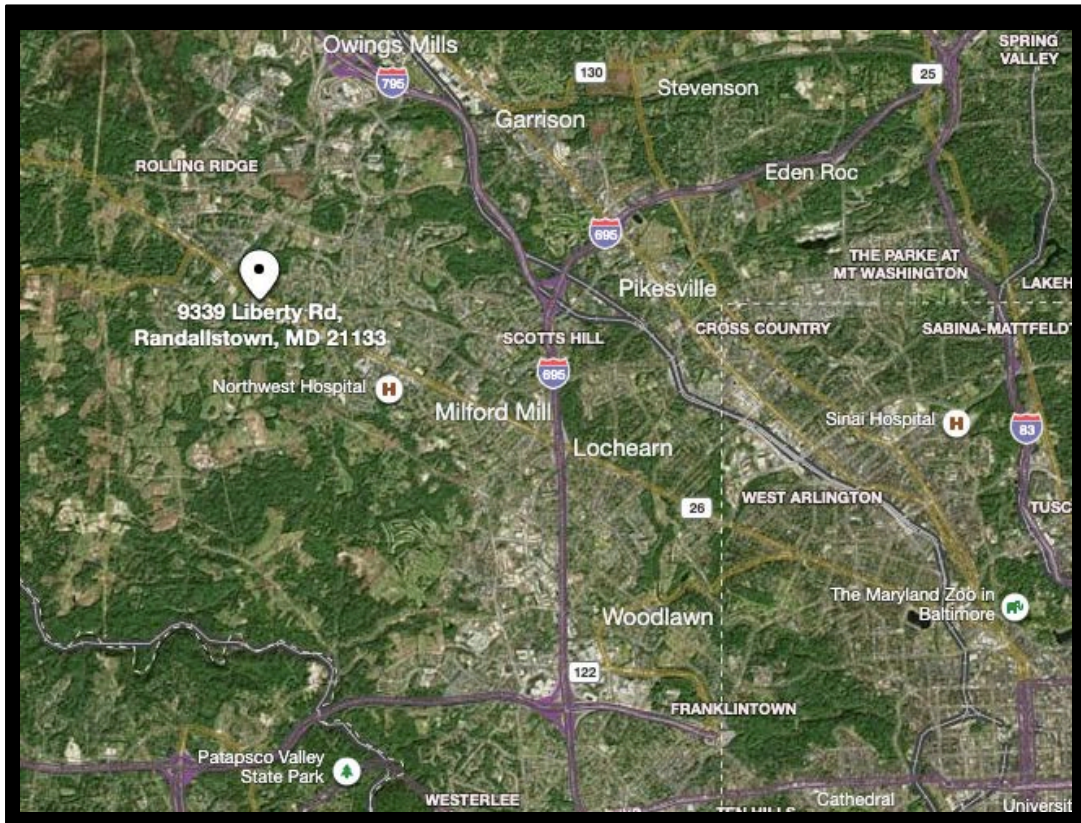 SPRING
VALLEY
Owings Mills
795
130
25
Stevenson
Garrison
ROLLING RIDGE
Eden Roc
695
THE PARKE AT
MT WASHINGTON
9339 Liberty Rd,
Randallstown, MD 21133
Pikesville
LAKEH
SCOTTS HILL
CROSS COUNTRY
SABINA-MATTFELDT
695
Northwest Hospital
H
Milford Mill
Sinai Hospital
H
83
Lochearn
26
WEST ARLINGTON
TUSC
The Maryland Zoo in
Baltimore
Woodlawn
122
FRANKLINTOWN
Patapsco Valley
State Park
WESTERLEE
TEN HILLS
Cathedral
Universit